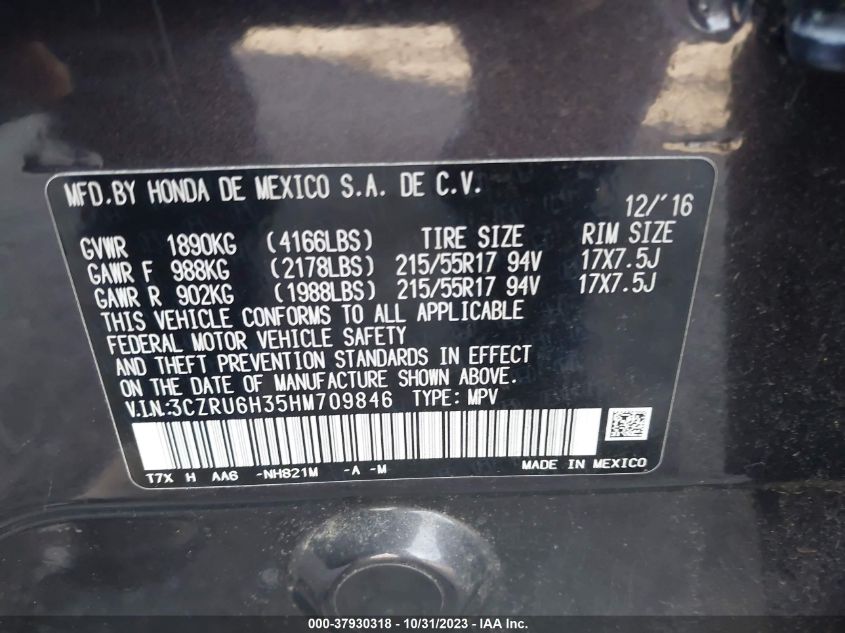 MFD.BY HONDA DE MEXICO S.A. DE C.V.
12/'16
GVWR 1890KG (4166LBS) TIRE SIZE RIM SIZE
GAWR F 988KG (2178LBS) 215/55R17 94V 17X7.5J
GAWR R 902KG (1988LBS) 215/55R17 94V 17X7.5J
THIS VEHICLE CONFORMS TO ALL APPLICABLE
FEDERAL MOTOR VEHICLE SAFETY
AND THEFT PREVENTION STANDARDS IN EFFECT
ON THE DATE OF MANUFACTURE SHOWN ABOVE.
V.I.N.:3CZRU6H35HM709846 TYPE: MPV
T7X H AA6 -NH821M -A -M MADE IN MEXICO
000-37930318 - 10/31/2023 - IAA Inc.